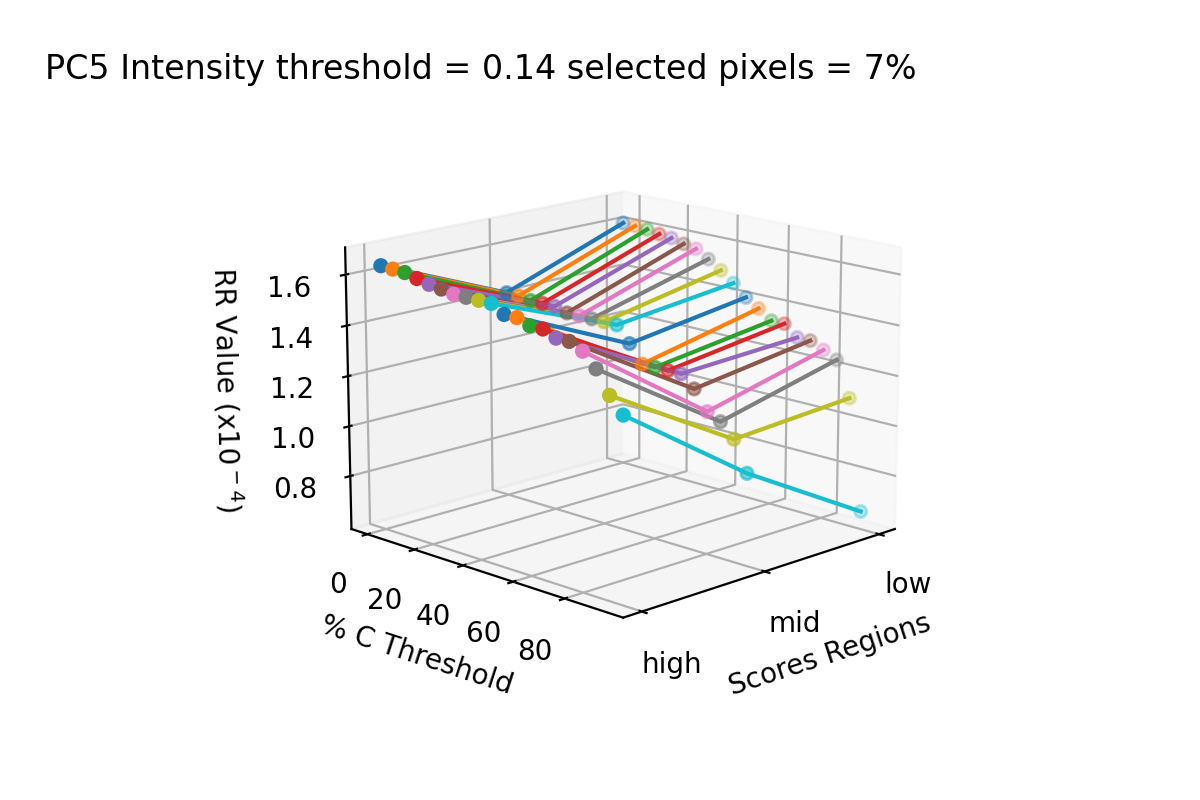 PC5 Intensity threshold = 0.14 selected pixels = 7%
RR Value (x10⁻⁴)
1.6
1.4
1.2
1.0
0.8
0
20
40
60
80
% C Threshold
high
mid
low
Scores Regions